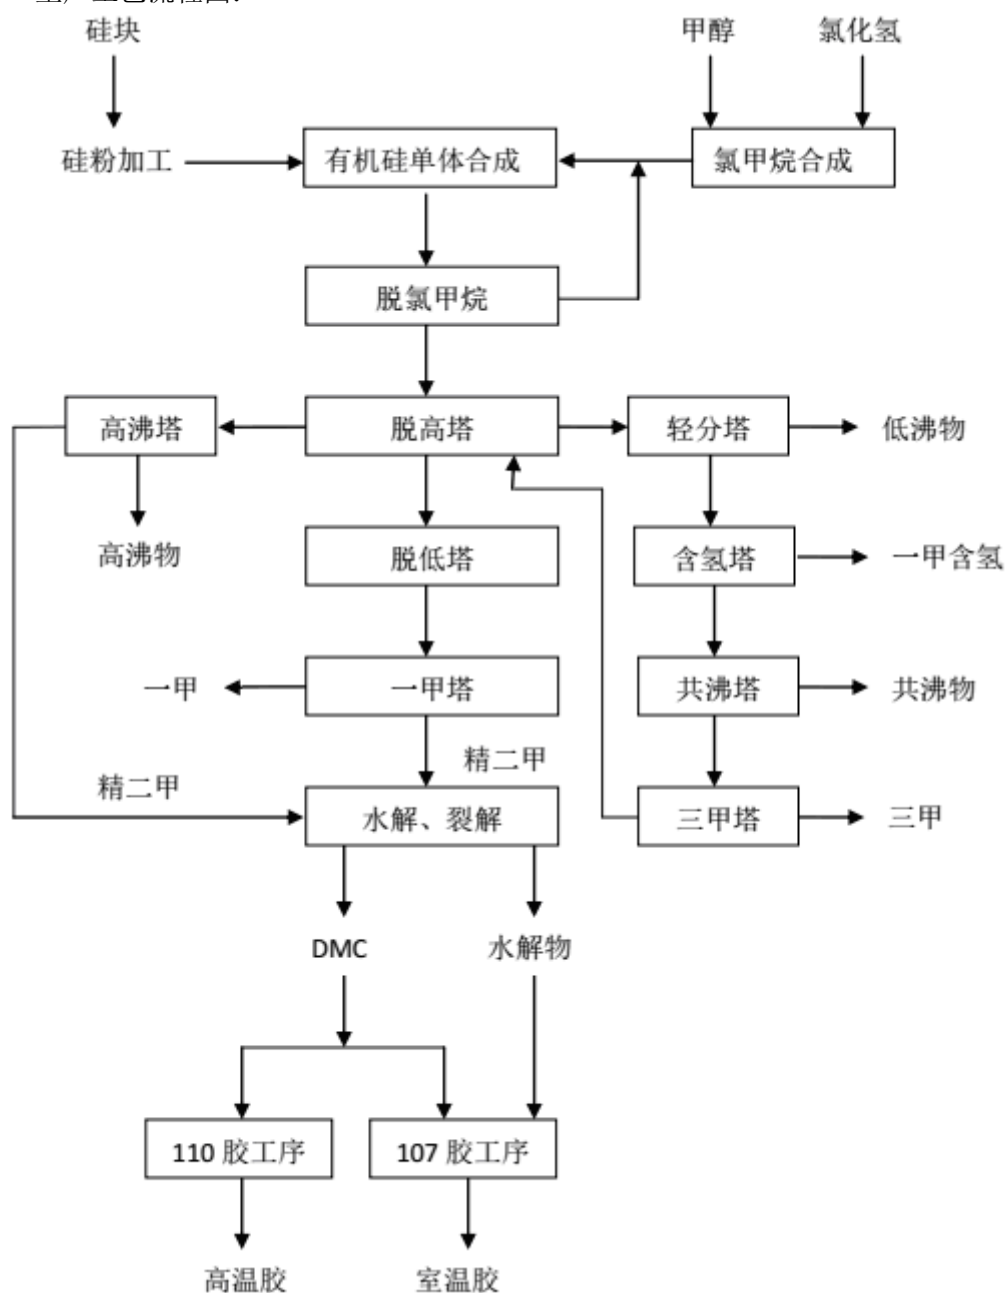 硅块
甲醇
氯化氢
硅粉加工
有机硅单体合成
氯甲烷合成
脱氯甲烷
高沸塔
脱高塔
轻分塔
低沸物
高沸物
脱低塔
含氢塔
一甲含氢
一甲
一甲塔
共沸塔
共沸物
精二甲
精二甲
水解、裂解
三甲塔
三甲
DMC
水解物
110 胶工序
107 胶工序
高温胶
室温胶